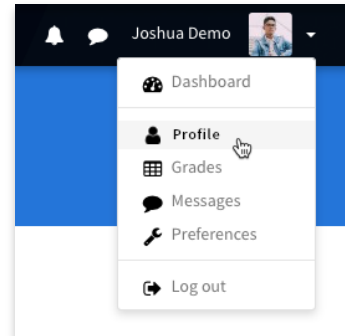 Joshua Demo
Dashboard
Profile
Grades
Messages
Preferences
Log out